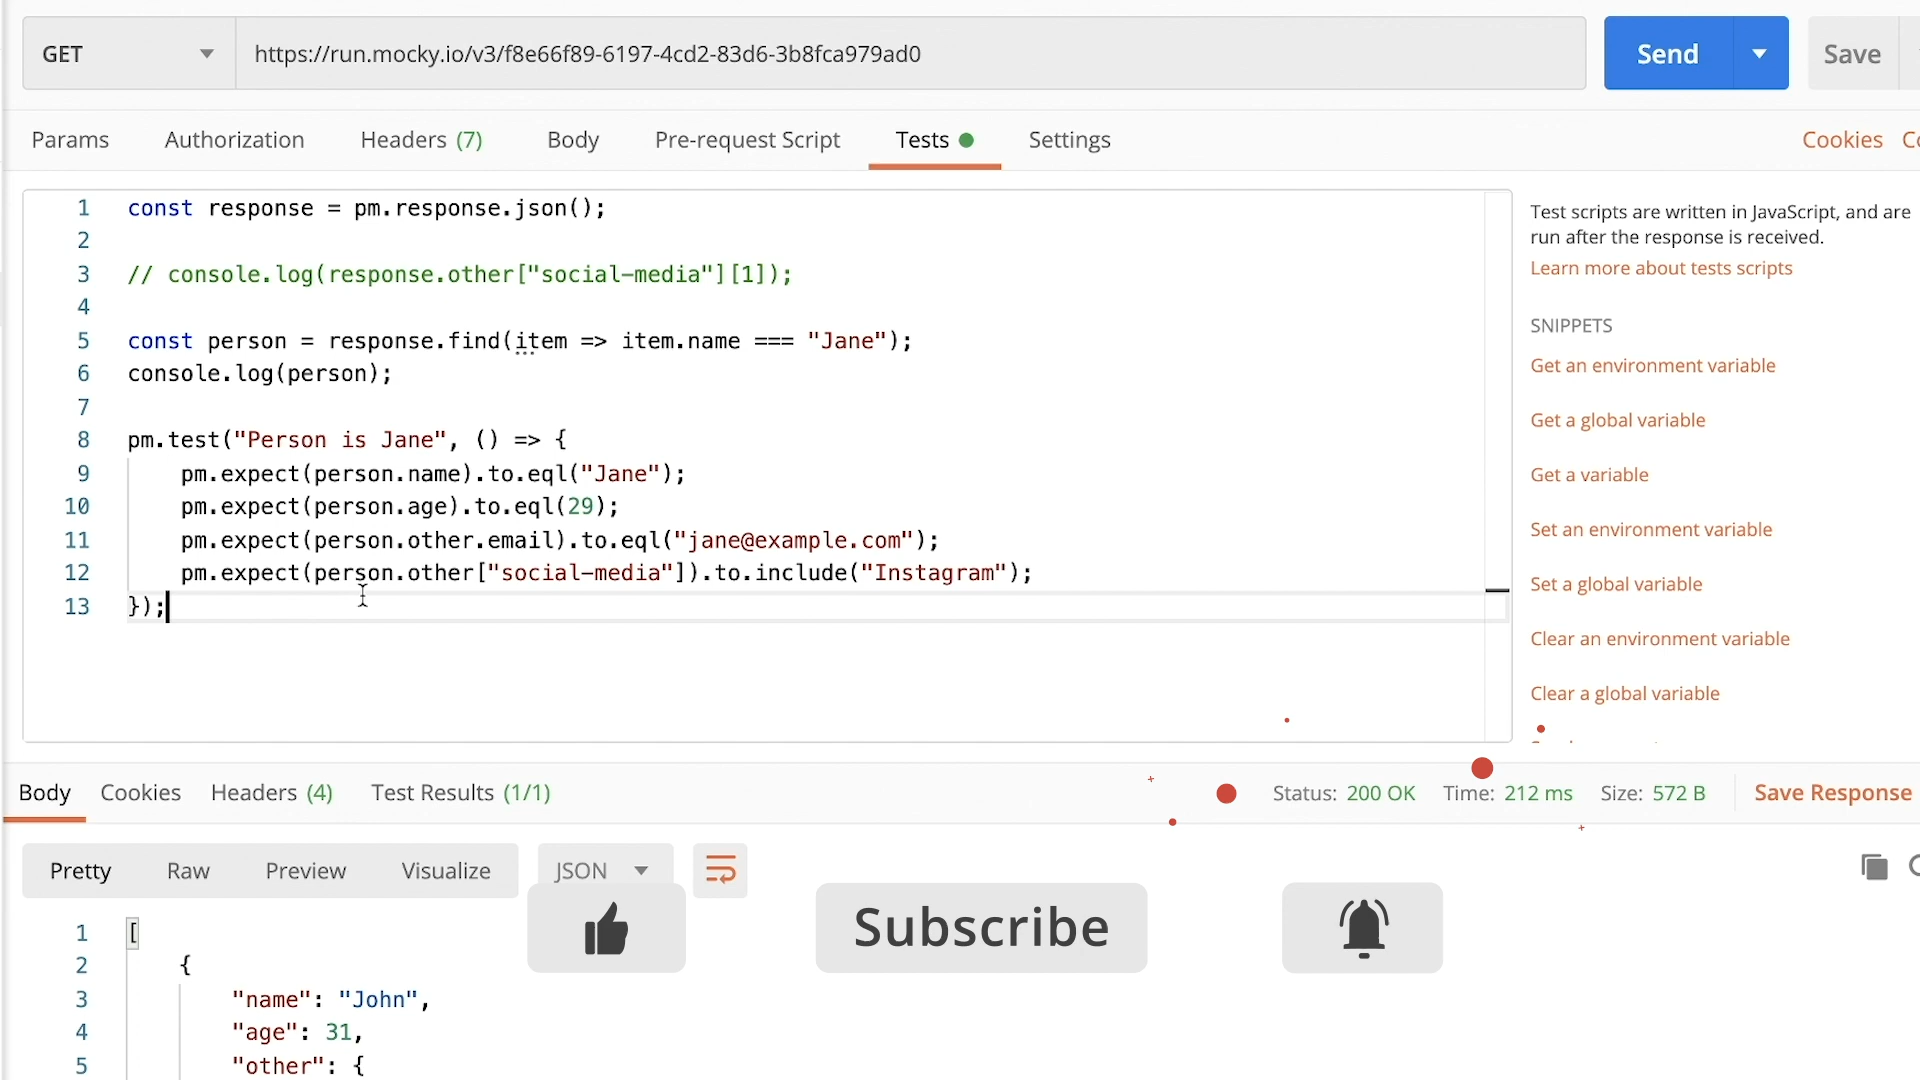 GET https://run.mocky.io/v3/f8e66f89-6197-4cd2-83d6-3b8fca979ad0 Send Save
Params Authorization Headers (7) Body Pre-request Script Tests Settings Cookies
1 const response = pm.response.json();
2
3 // console.log(response.other["social-media"][1]);
4
5 const person = response.find(item => item.name === "Jane");
6 console.log(person);
7
8 pm.test("Person is Jane", () => {
9 pm.expect(person.name).to.eql("Jane");
10 pm.expect(person.age).to.eql(29);
11 pm.expect(person.other.email).to.eql("jane@example.com");
12 pm.expect(person.other["social-media"]).to.include("Instagram");
13 });
Test scripts are written in JavaScript, and are
run after the response is received.
Learn more about tests scripts
SNIPPETS
Get an environment variable
Get a global variable
Get a variable
Set an environment variable
Set a global variable
Clear an environment variable
Clear a global variable
Body Cookies Headers (4) Test Results (1/1) Status: 200 OK Time: 212 ms Size: 572 B Save Response
Pretty Raw Preview Visualize JSON
Subscribe
1 [
2 {
3 "name": "John",
4 "age": 31,
5 "other": {